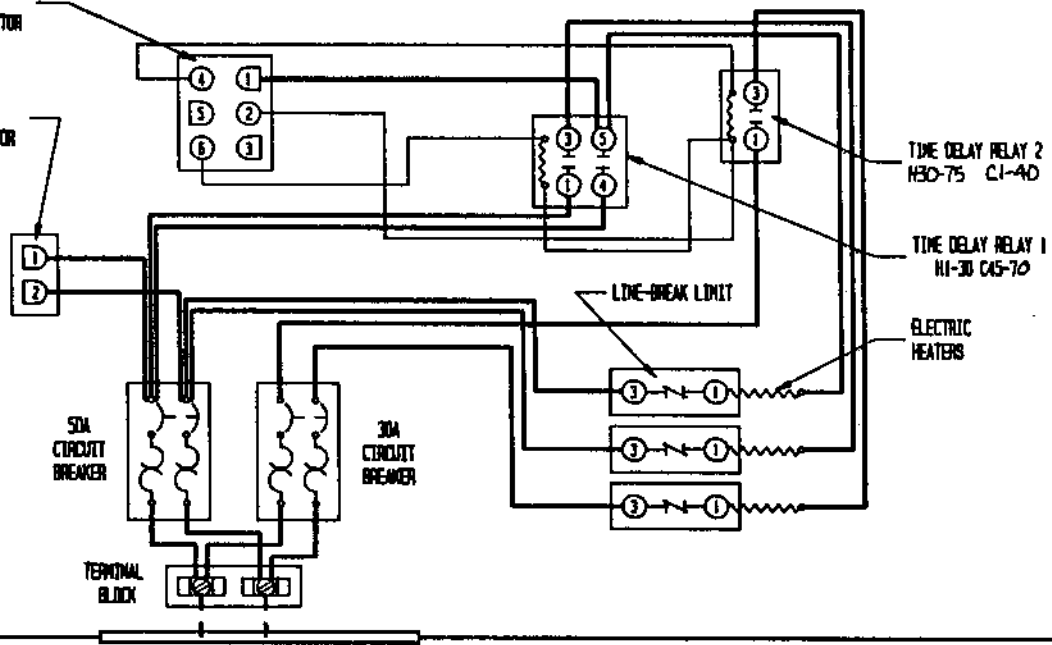 TOR
4 1
5 2
6 3
3 5
1 4
3
1
TIME DELAY RELAY 2
H30-75 C1-40
OR
1
2
TIME DELAY RELAY 1
H1-30 C45-70
LINE-BREAK LIMIT
ELECTRIC
HEATERS
3 1
3 1
3 1
50A
CIRCUIT
BREAKER
30A
CIRCUIT
BREAKER
TERMINAL
BLOCK